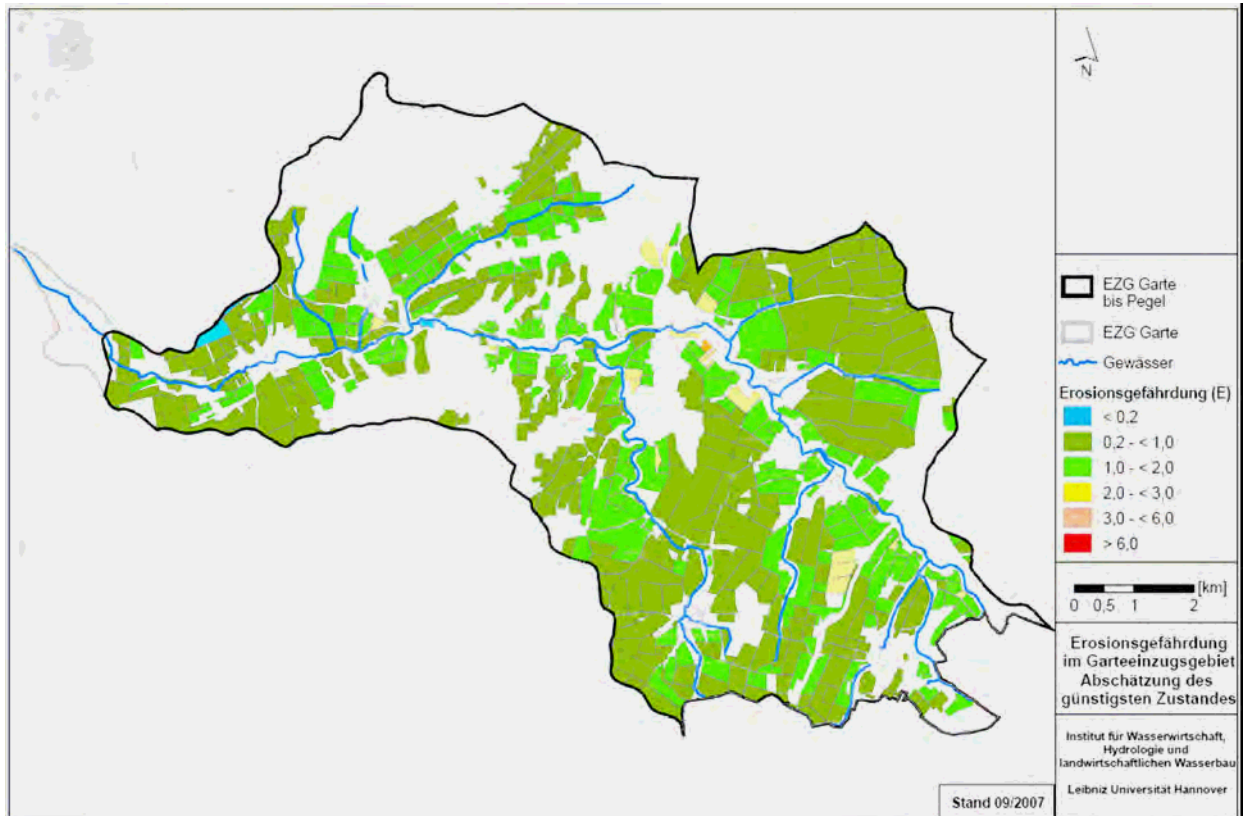 N
EZG Garte
bis Pegel
EZG Garte
Gewässer
Erosionsgefährdung (E)
< 0,2
0,2 - < 1,0
1,0 - < 2,0
2,0 - < 3,0
3,0 - < 6,0
> 6,0
[km]
0 0,5 1 2
Erosionsgefährdung
im Garteeinzugsgebiet
Abschätzung des
günstigsten Zustandes
Institut für Wasserwirtschaft,
Hydrologie und
landwirtschaftlichen Wasserbau
Leibniz Universität Hannover
Stand 09/2007